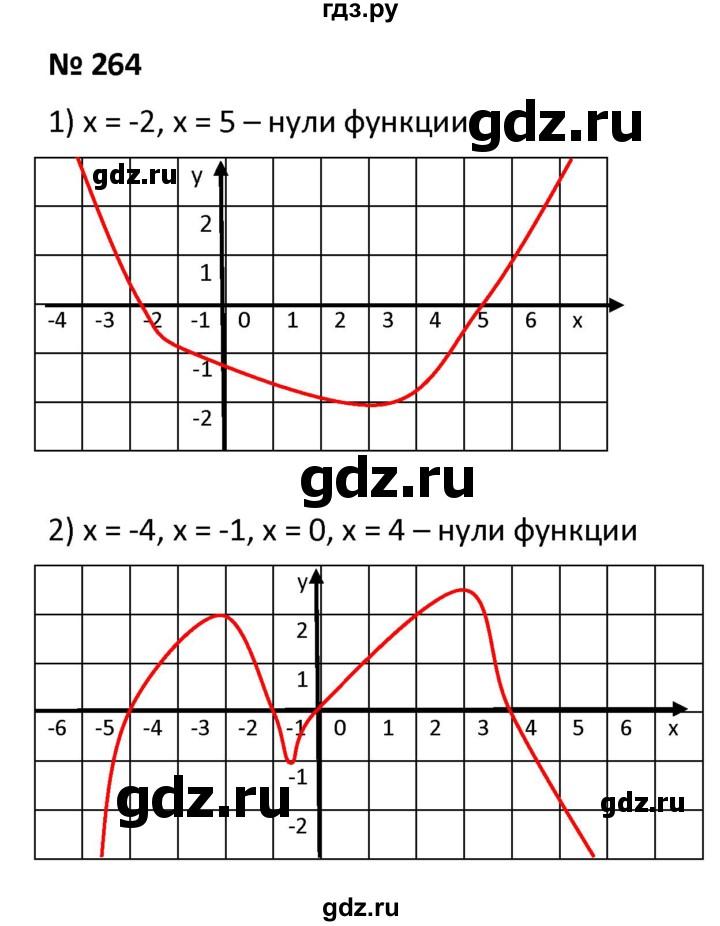 гдз.ру
№ 264
1) x = -2, x = 5 – нули функции
gdz.ru
gdz.ru
y
2
1
-4 -3 -2 -1 0 1 2 3 4 5 6 x
-1
-2
gdz.ru
2) x = -4, x = -1, x = 0, x = 4 – нули функции
y
2
1
-6 -5 -4 -3 -2 -1 0 1 2 3 4 5 6 x
-1
gdz.ru
gdz.ru
-2
gdz.ru